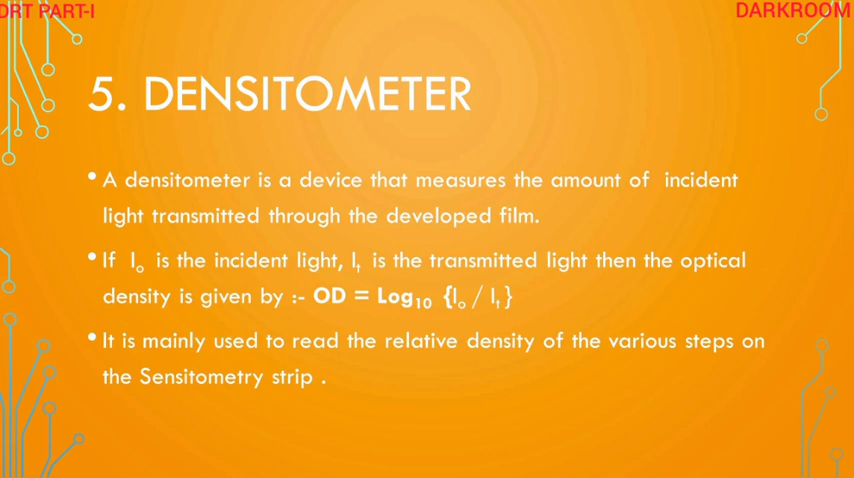 DRT PART-I
DARKROOM
5. DENSITOMETER
• A densitometer is a device that measures the amount of incident
light transmitted through the developed film.
• If Iₒ is the incident light, Iₜ is the transmitted light then the optical
density is given by :- OD = Log₁₀ {Iₒ / Iₜ}
• It is mainly used to read the relative density of the various steps on
the Sensitometry strip .